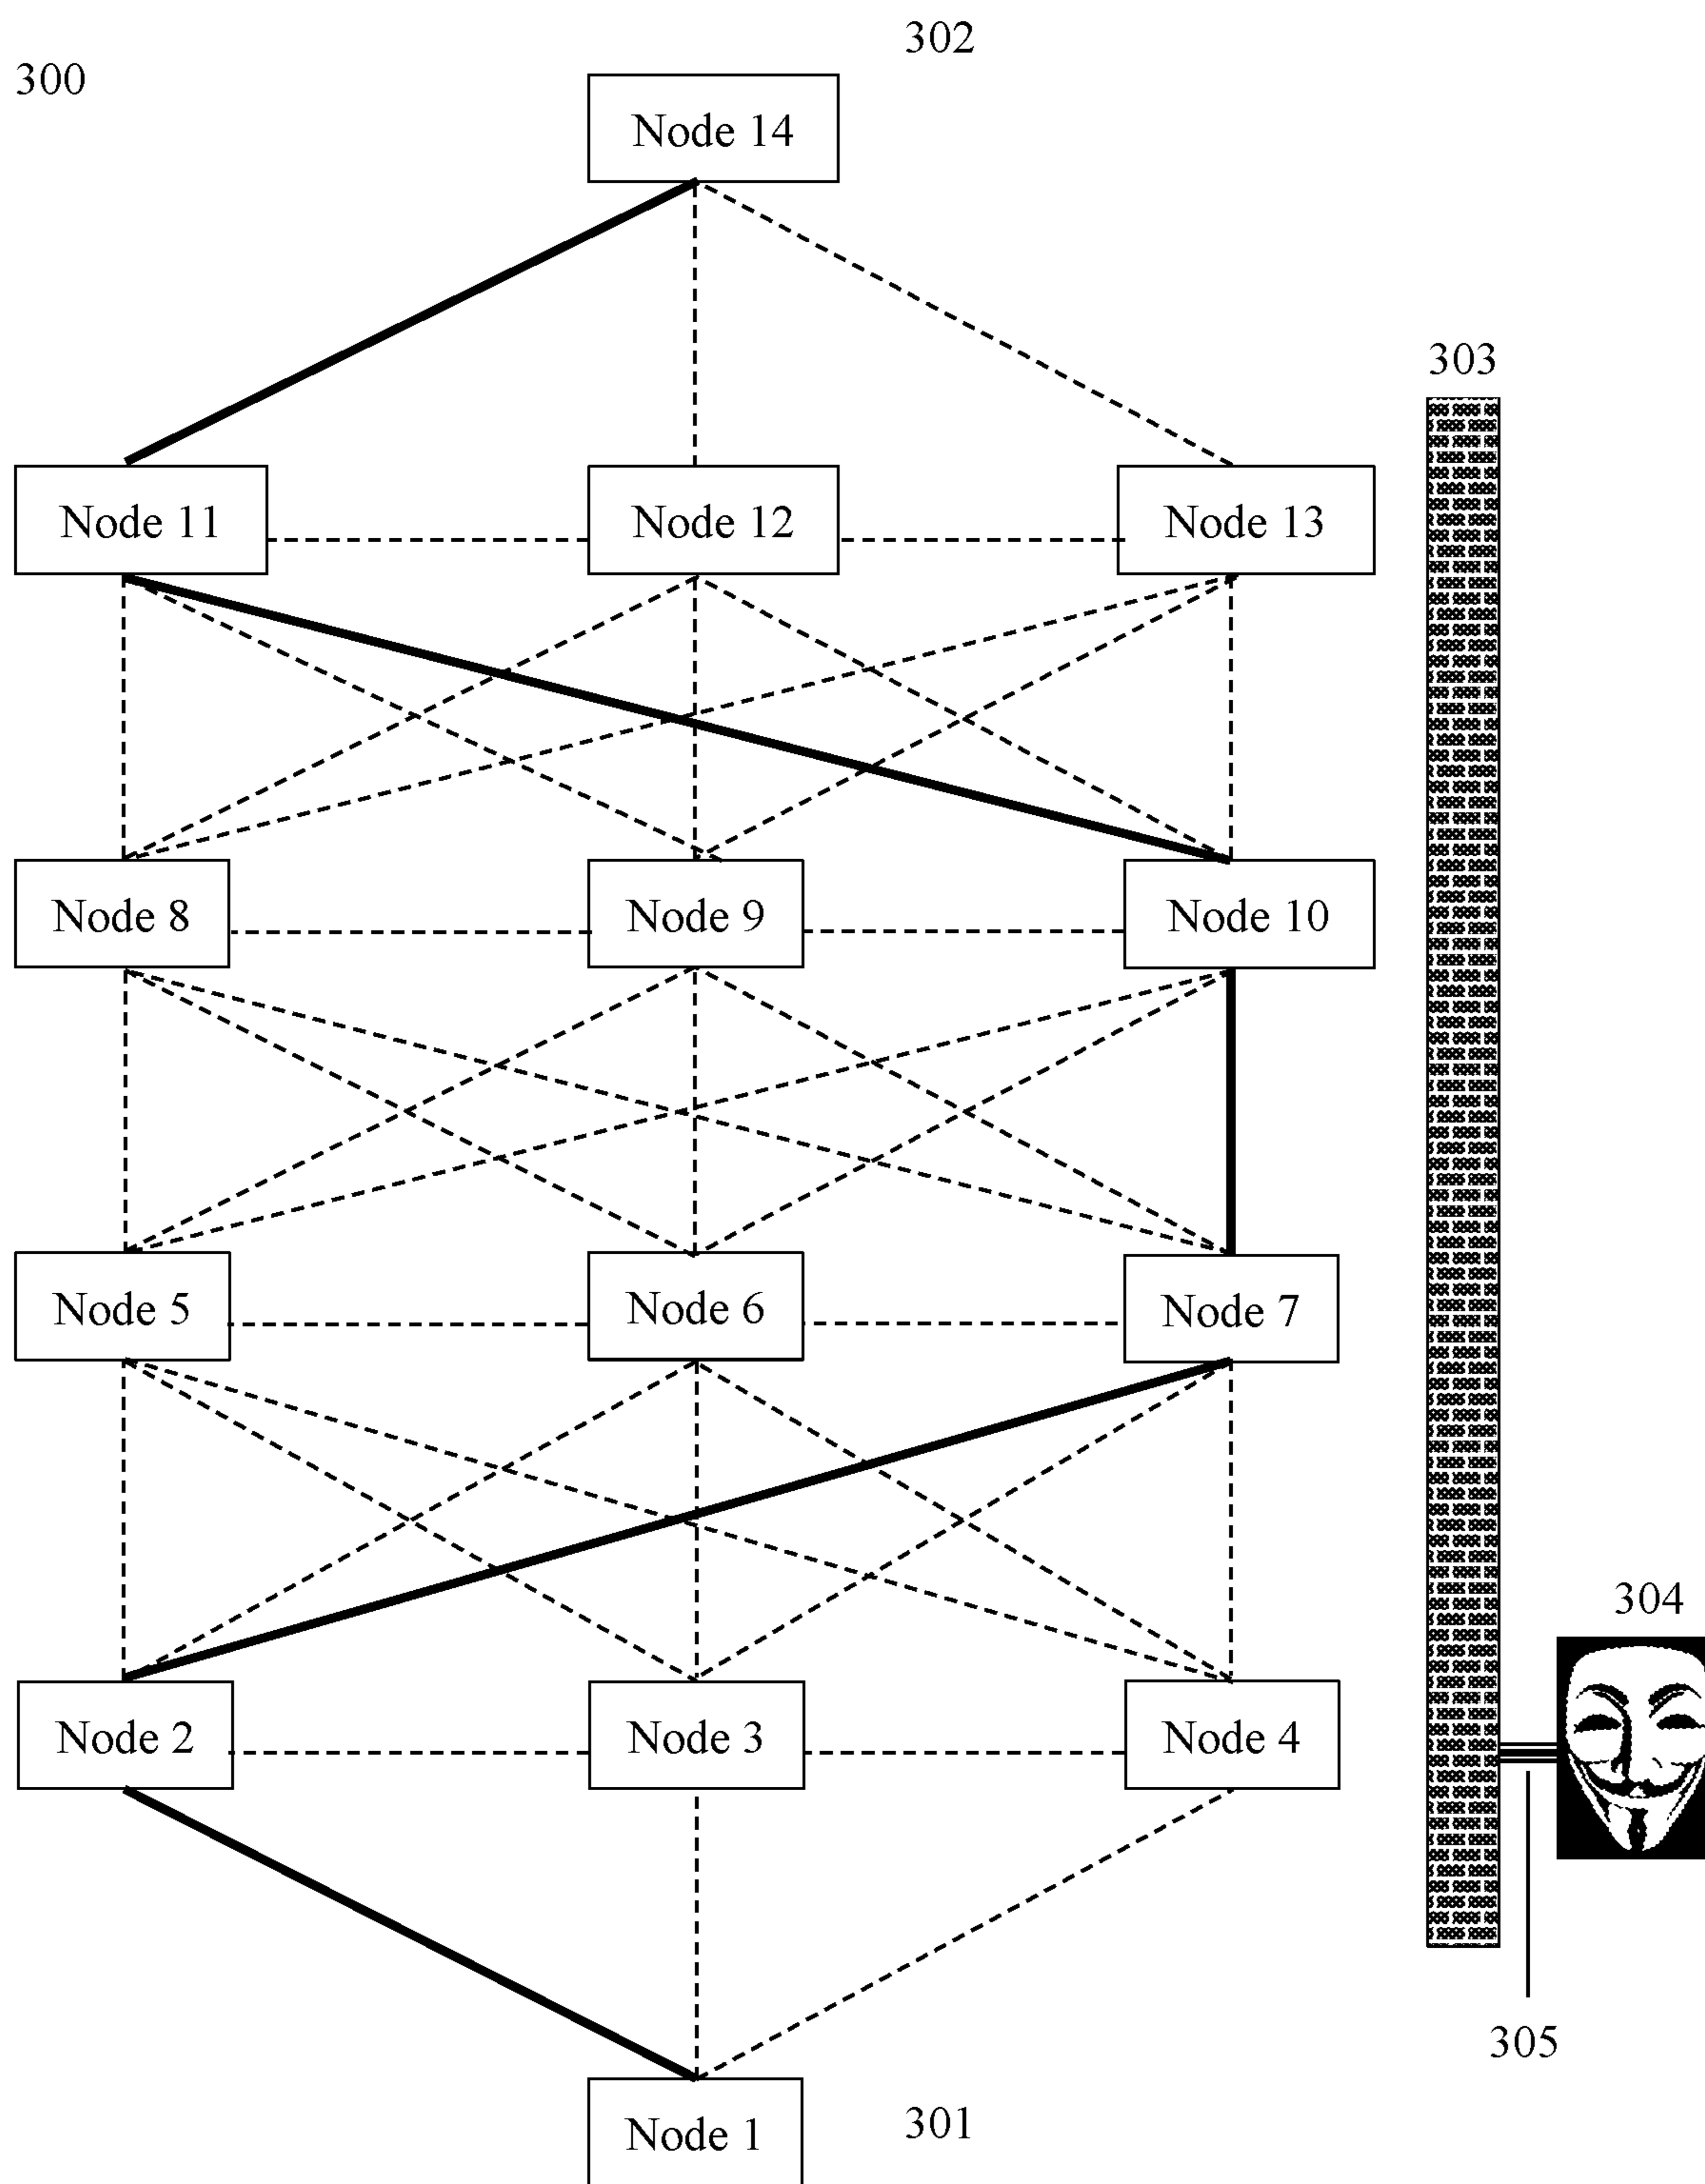 302
300
Node 14
303
Node 11 Node 12 Node 13
Node 8 Node 9 Node 10
Node 5 Node 6 Node 7
304
Node 2 Node 3 Node 4
305
Node 1 301